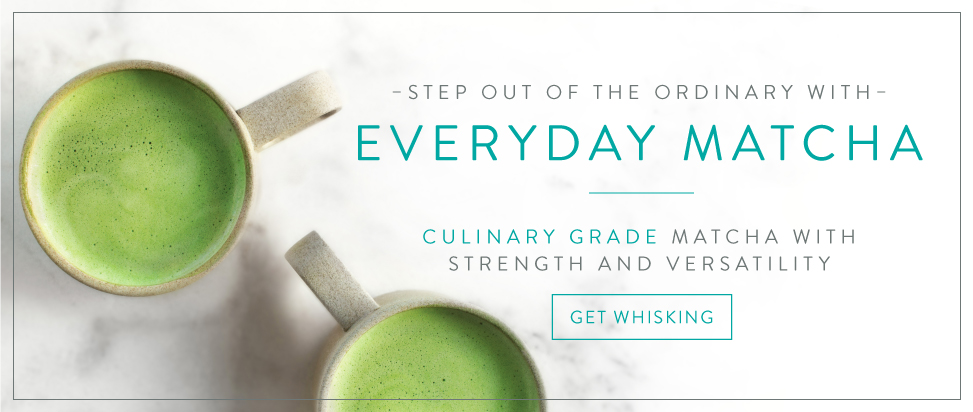 –STEP OUT OF THE ORDINARY WITH–
EVERYDAY MATCHA
CULINARY GRADE MATCHA WITH
STRENGTH AND VERSATILITY
GET WHISKING